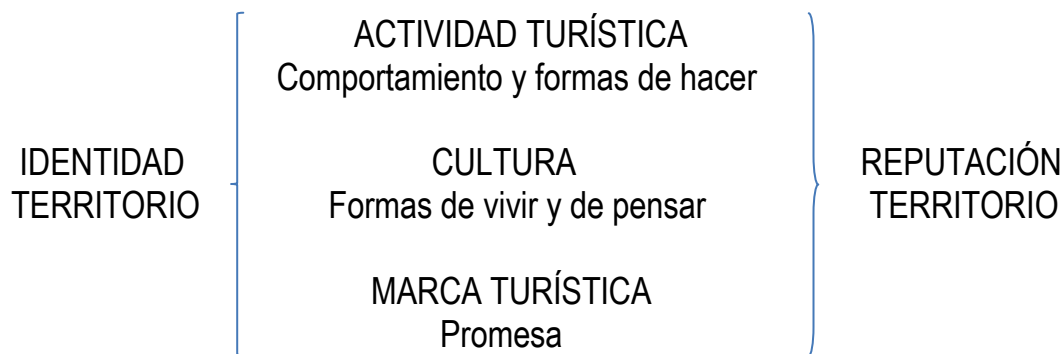 IDENTIDAD
TERRITORIO
ACTIVIDAD TURÍSTICA
Comportamiento y formas de hacer
CULTURA
Formas de vivir y de pensar
MARCA TURÍSTICA
Promesa
REPUTACIÓN
TERRITORIO